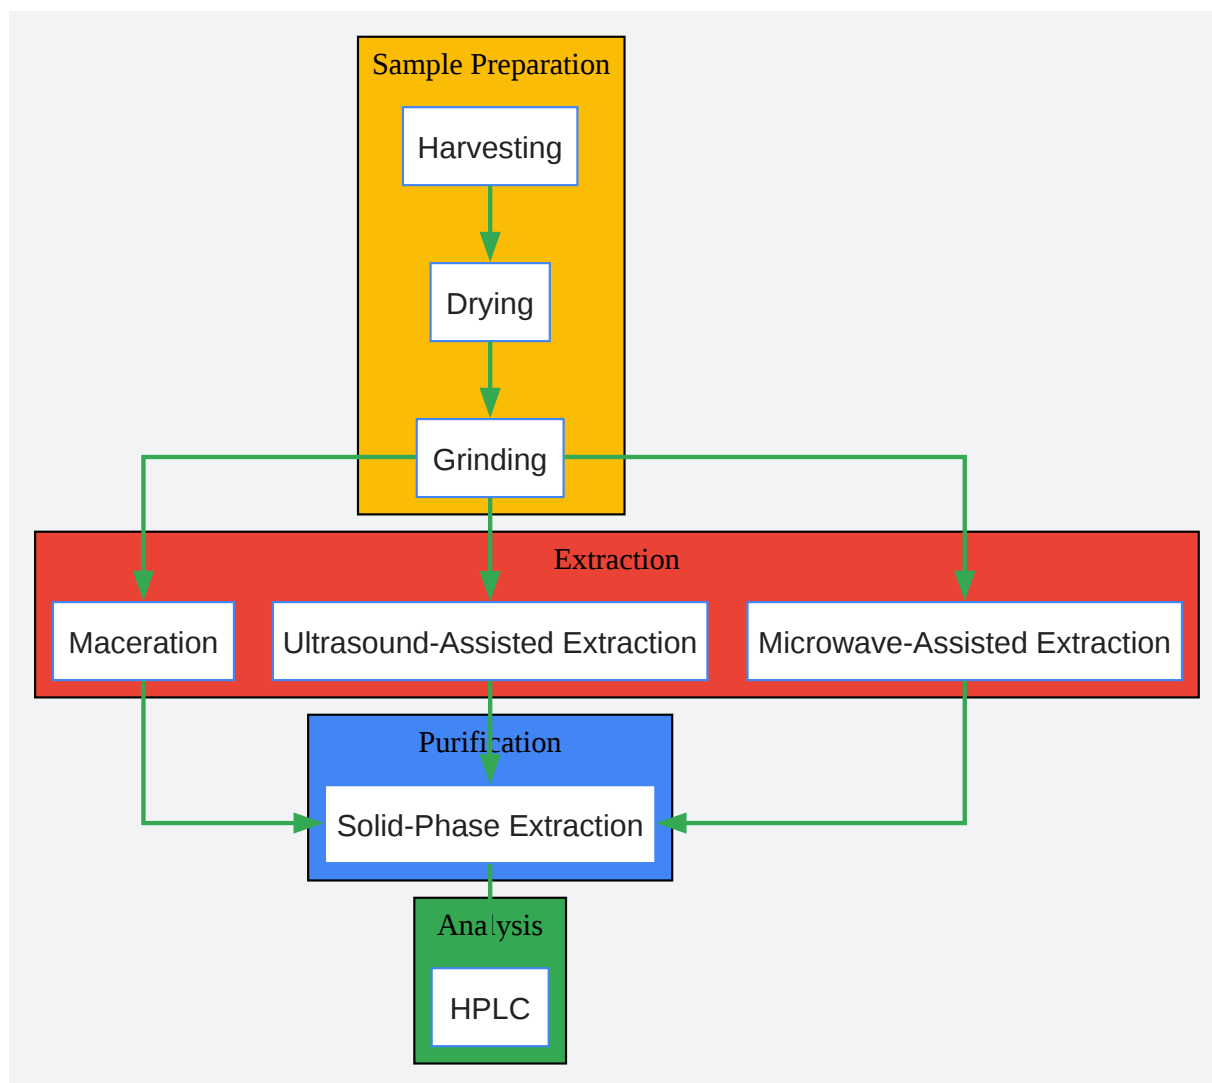 Sample Preparation
Harvesting
Drying
Grinding
Extraction
Maceration
Ultrasound-Assisted Extraction
Microwave-Assisted Extraction
Purification
Solid-Phase Extraction
Analysis
HPLC